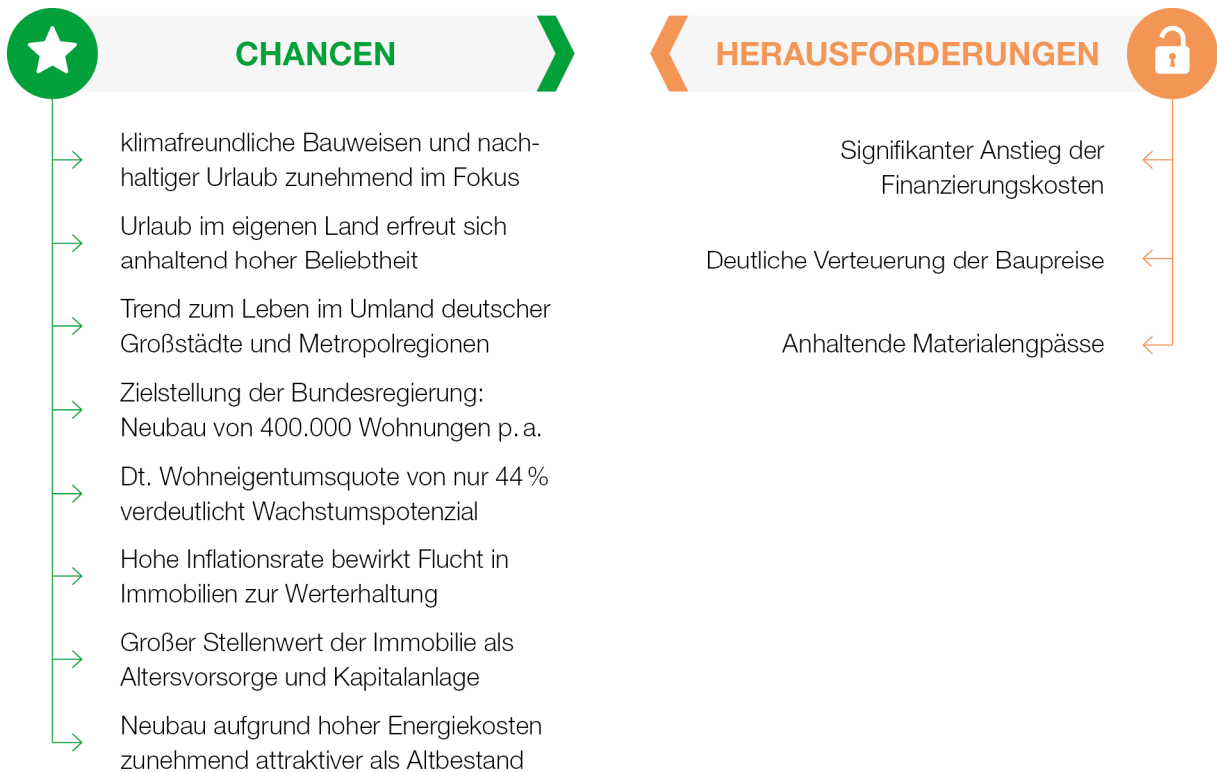 CHANCEN
klimafreundliche Bauweisen und nach-
haltiger Urlaub zunehmend im Fokus
Urlaub im eigenen Land erfreut sich
anhaltend hoher Beliebtheit
Trend zum Leben im Umland deutscher
Großstädte und Metropolregionen
Zielstellung der Bundesregierung:
Neubau von 400.000 Wohnungen p. a.
Dt. Wohneigentumsquote von nur 44 %
verdeutlicht Wachstumspotenzial
Hohe Inflationsrate bewirkt Flucht in
Immobilien zur Werterhaltung
Großer Stellenwert der Immobilie als
Altersvorsorge und Kapitalanlage
Neubau aufgrund hoher Energiekosten
zunehmend attraktiver als Altbestand
HERAUSFORDERUNGEN
Signifikanter Anstieg der
Finanzierungskosten
Deutliche Verteuerung der Baupreise
Anhaltende Materialengpässe